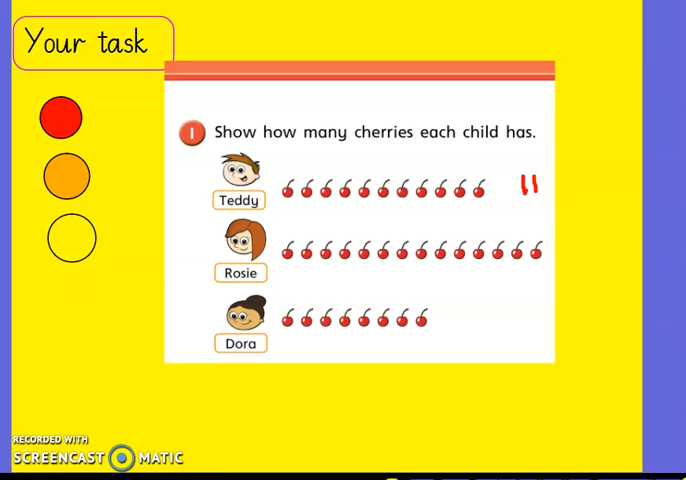 Your task
1 Show how many cherries each child has.
Teddy
11
Rosie
Dora
RECORDED WITH
SCREENCAST MATIC